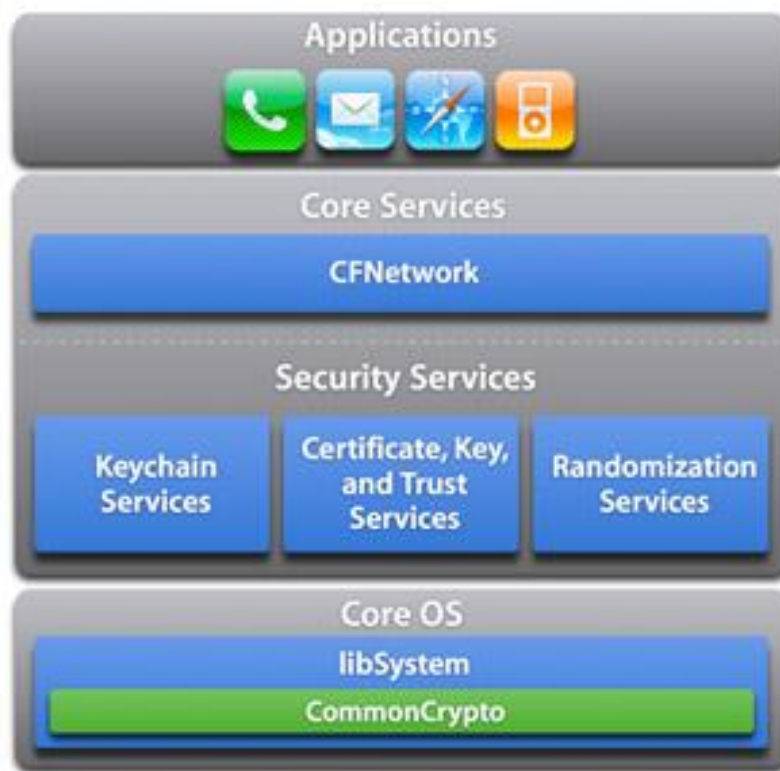 Applications
Core Services
CFNetwork
Security Services
Keychain
Services
Certificate, Key,
and Trust
Services
Randomization
Services
Core OS
libSystem
CommonCrypto